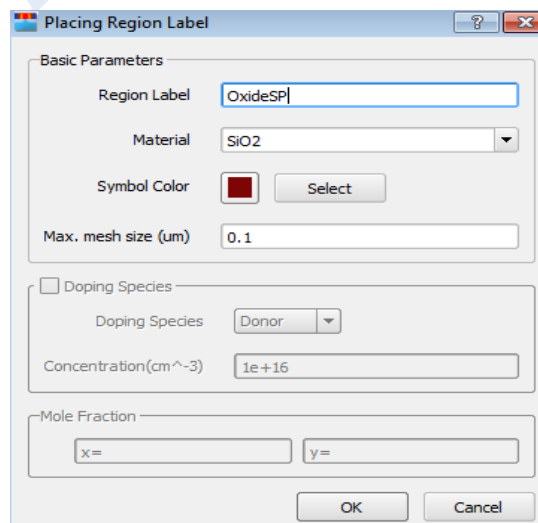 Placing Region Label
?
Basic Parameters
Region Label OxideSP
Material SiO2
Symbol Color Select
Max. mesh size (um) 0.1
Doping Species
Doping Species Donor
Concentration(cm^-3) 1e+16
Mole Fraction
x= y=
OK Cancel